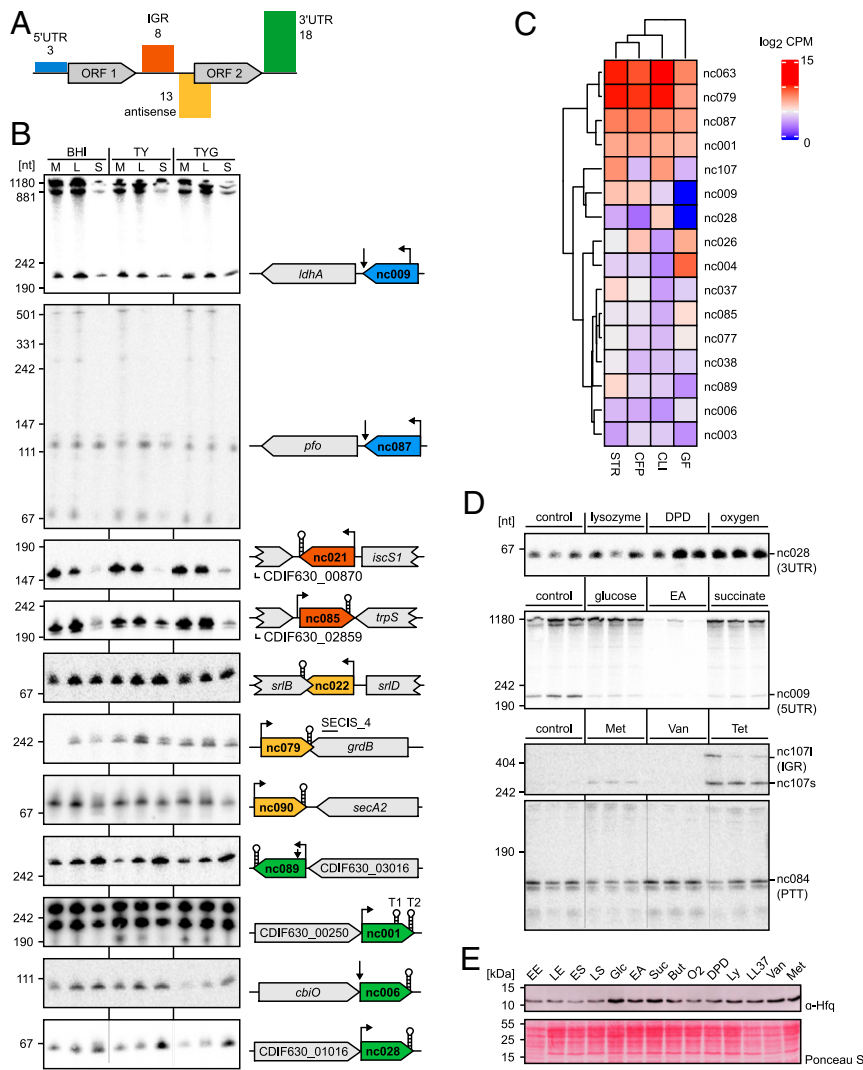 A
5'UTR
3
ORF 1
IGR
8
13
antisense
ORF 2
3'UTR
18
B
BHI TY TYG
[nt] M L S M L S M L S
1180
881
242
190
ldhA nc009
501
331
242
147
111
67
pfo nc087
190
147
nc021 iscS1
CDIF630_00870
242
190
nc085 trpS
CDIF630_02859
67
srlB nc022 srlD
242
SECIS_4
nc079 grdB
67
nc090 secA2
242
nc089 CDIF630_03016
242
190
T1 T2
CDIF630_00250 nc001
111
cbiO nc006
67
CDIF630_01016 nc028
C
log2 CPM
15
0
nc063
nc079
nc087
nc001
nc107
nc009
nc028
nc026
nc004
nc037
nc085
nc077
nc038
nc089
nc006
nc003
STR CFP CLI GF
D
[nt] control lysozyme DPD oxygen
67
nc028
(3UTR)
control glucose EA succinate
1180
242
190
nc009
(5UTR)
control Met Van Tet
404
242
nc107l
(IGR)
nc107s
190
nc084
(PTT)
E
[kDa] EE LE ES LS Glc EA Suc But O2 DPD Ly LL37 Van Met
15
10
α-Hfq
55
25
15
Ponceau S